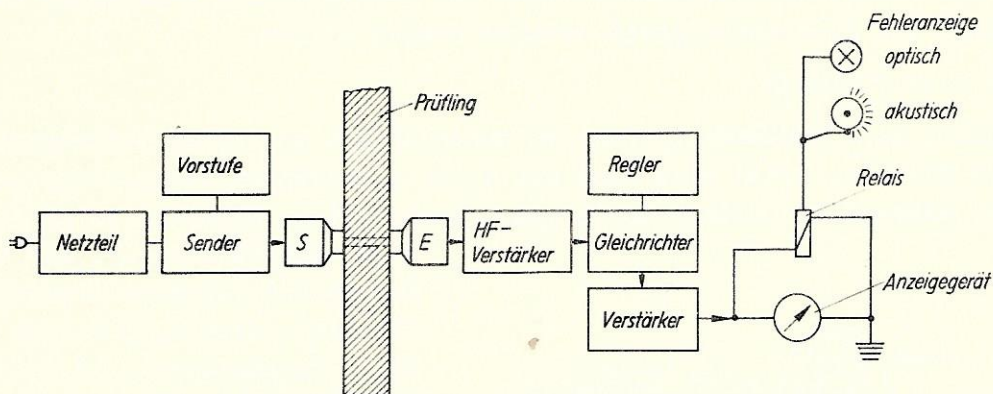 Fehleranzeige
optisch
akustisch
Prüfling
Vorstufe
Regler
Relais
Netzteil
Sender
S
E
HF-
Verstärker
Gleichrichter
Anzeigegerät
Verstärker